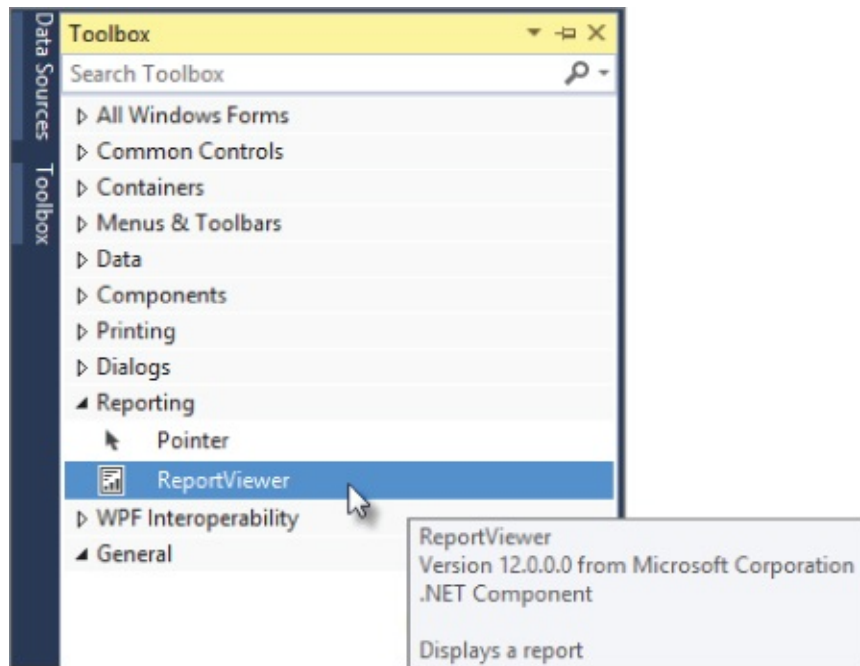 Data Sources
Toolbox
Toolbox
Search Toolbox
All Windows Forms
Common Controls
Containers
Menus & Toolbars
Data
Components
Printing
Dialogs
Reporting
Pointer
ReportViewer
WPF Interoperability
General
ReportViewer
Version 12.0.0.0 from Microsoft Corporation
.NET Component
Displays a report